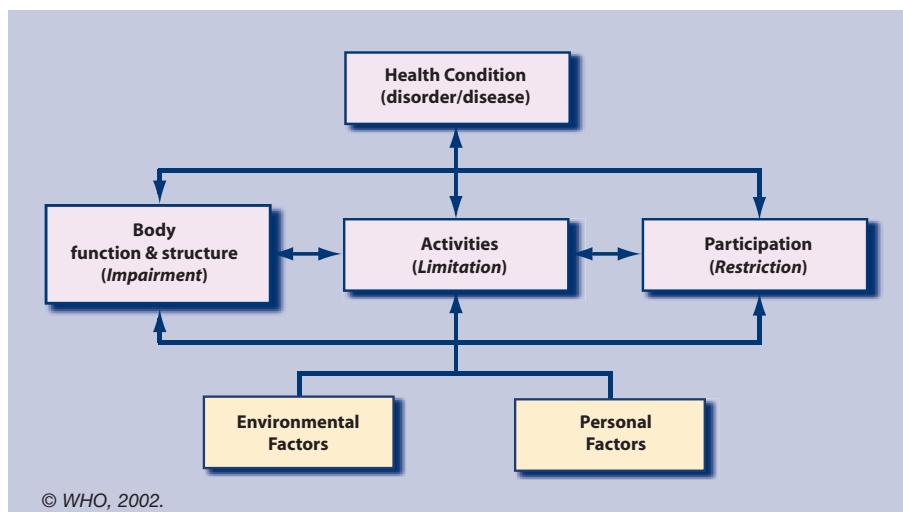 Health Condition
(disorder/disease)
Body
function & structure
(Impairment)
Activities
(Limitation)
Participation
(Restriction)
Environmental
Factors
Personal
Factors
© WHO, 2002.